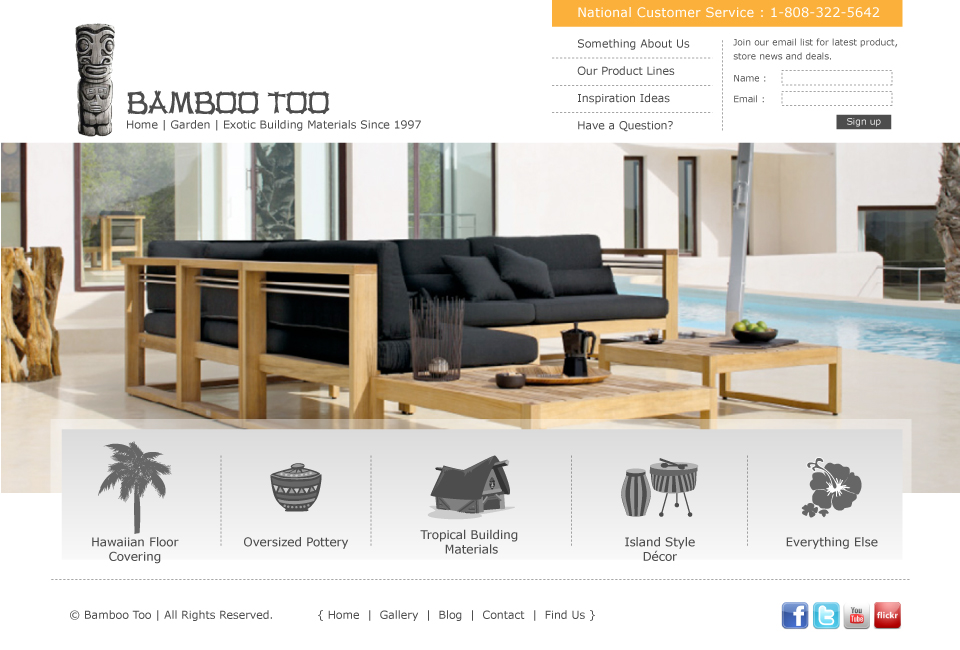 National Customer Service : 1-808-322-5642
Something About Us
Our Product Lines
Inspiration Ideas
Have a Question?
Join our email list for latest product,
store news and deals.
Name :
Email :
Sign up
BAMBOO TOO
Home | Garden | Exotic Building Materials Since 1997
Hawaiian Floor
Covering
Oversized Pottery
Tropical Building
Materials
Island Style
Décor
Everything Else
© Bamboo Too | All Rights Reserved.
{ Home | Gallery | Blog | Contact | Find Us }
f
t
You
Tube
flickr